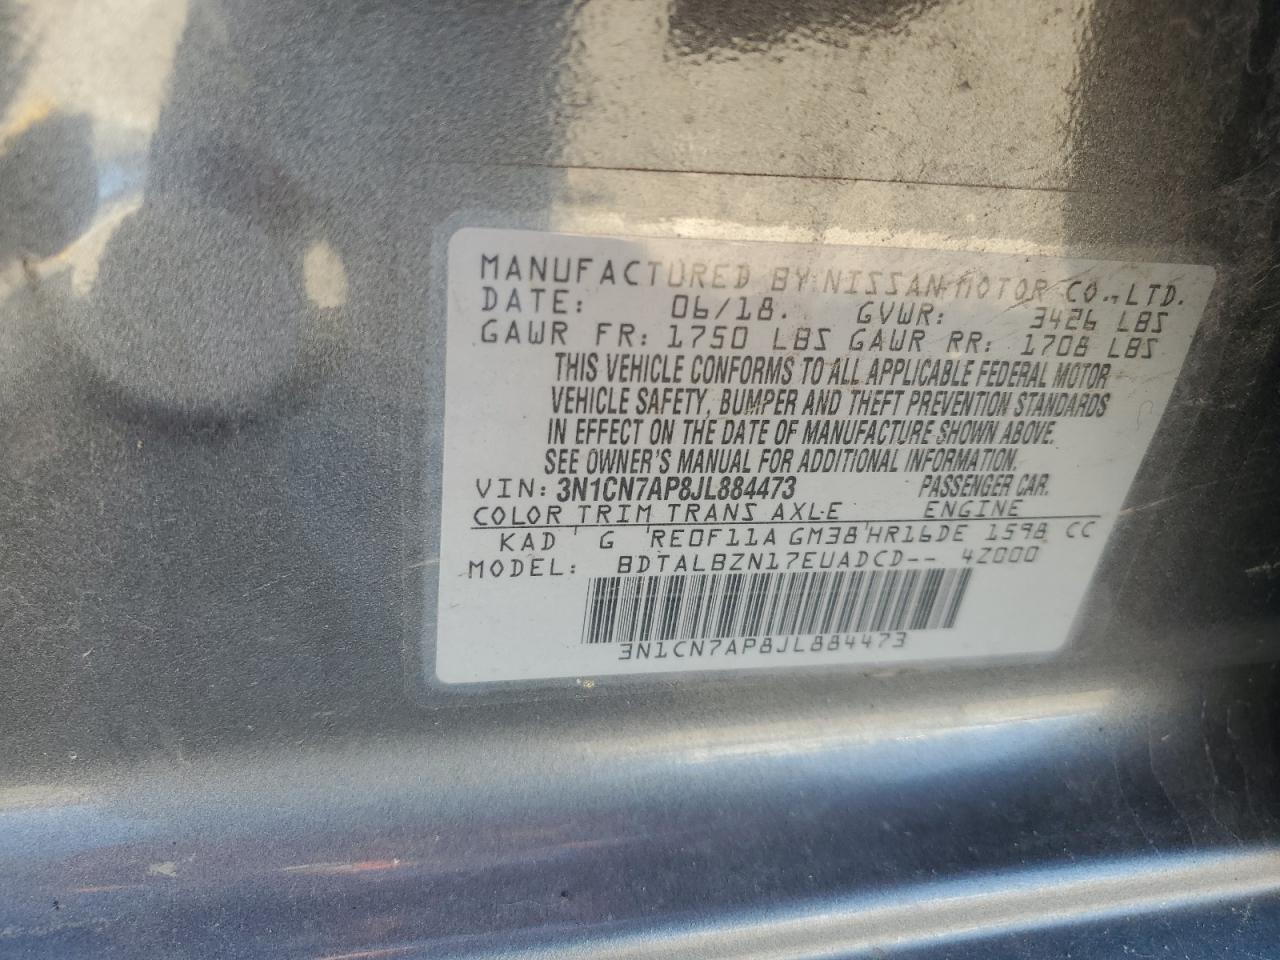 MANUFACTURED BY NISSAN MOTOR CO., LTD.
DATE: 06/18. GVWR: 3426 LBS
GAWR FR: 1750 LBS GAWR RR: 1708 LBS
THIS VEHICLE CONFORMS TO ALL APPLICABLE FEDERAL MOTOR
VEHICLE SAFETY, BUMPER AND THEFT PREVENTION STANDARDS
IN EFFECT ON THE DATE OF MANUFACTURE SHOWN ABOVE.
SEE OWNER'S MANUAL FOR ADDITIONAL INFORMATION.
VIN: 3N1CN7AP8JL884473 PASSENGER CAR.
COLOR TRIM TRANS AXLE ENGINE
KAD G RE0F11A GM38 HR16DE 1598 CC
MODEL: BDTALBZN17EUADCD-- 4Z000
3N1CN7AP8JL884473